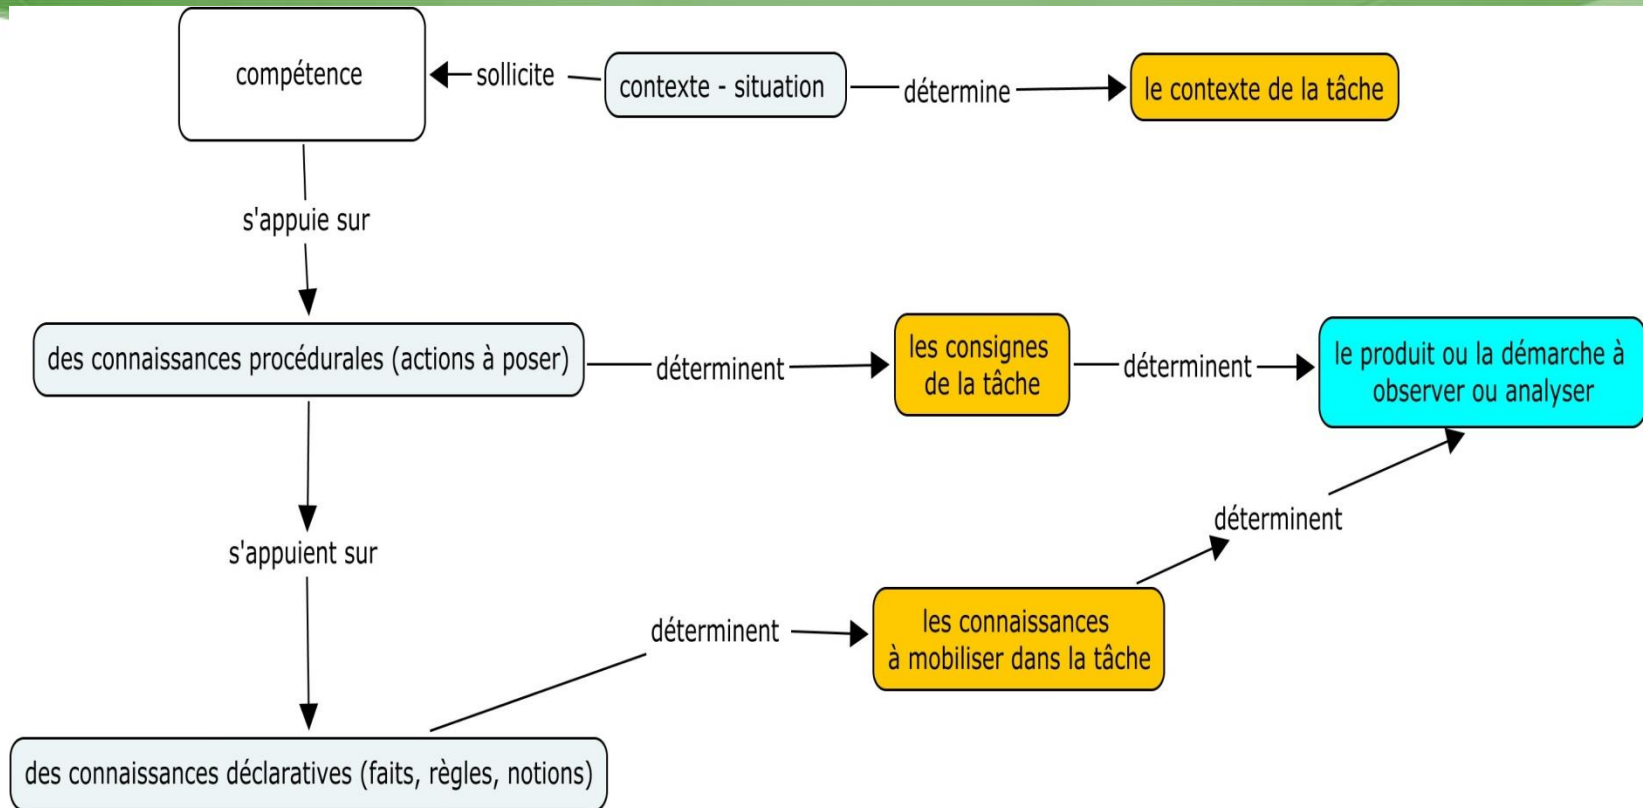 compétence
sollicite
contexte - situation
détermine
le contexte de la tâche
s'appuie sur
des connaissances procédurales (actions à poser)
déterminent
les consignes
de la tâche
déterminent
le produit ou la démarche à
observer ou analyser
s'appuient sur
déterminent
les connaissances
à mobiliser dans la tâche
déterminent
des connaissances déclaratives (faits, règles, notions)